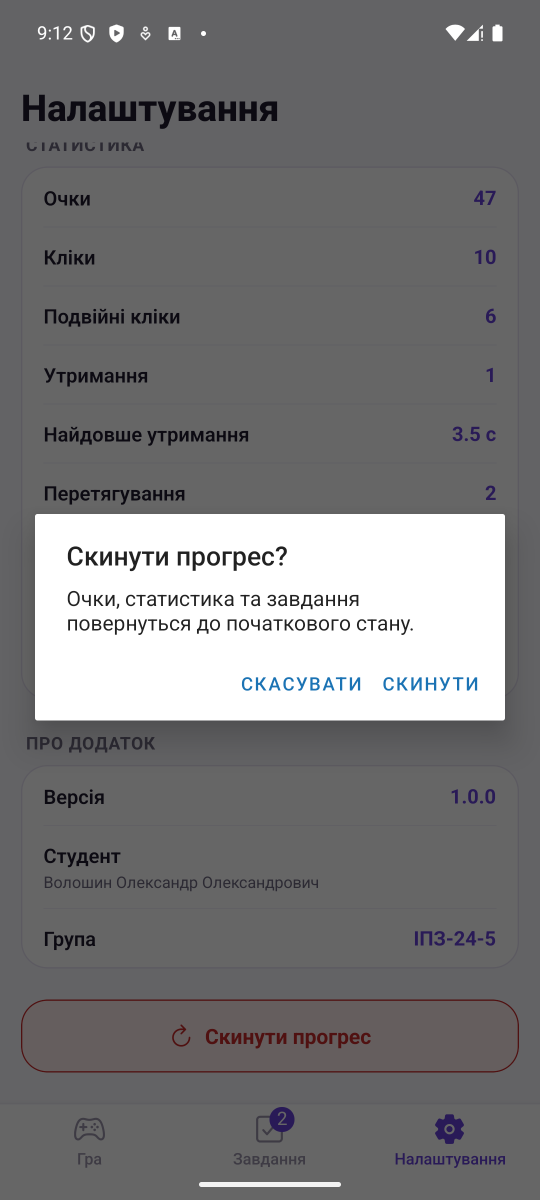 9:12
Налаштування
СТАТИСТИКА
Очки 47
Кліки 10
Подвійні кліки 6
Утримання 1
Найдовше утримання 3.5 с
Перетягування 2
Скинути прогрес?
Очки, статистика та завдання
повернуться до початкового стану.
СКАСУВАТИ СКИНУТИ
ПРО ДОДАТОК
Версія 1.0.0
Студент
Волошин Олександр Олександрович
Група ІПЗ-24-5
Скинути прогрес
2
Гра Завдання Налаштування